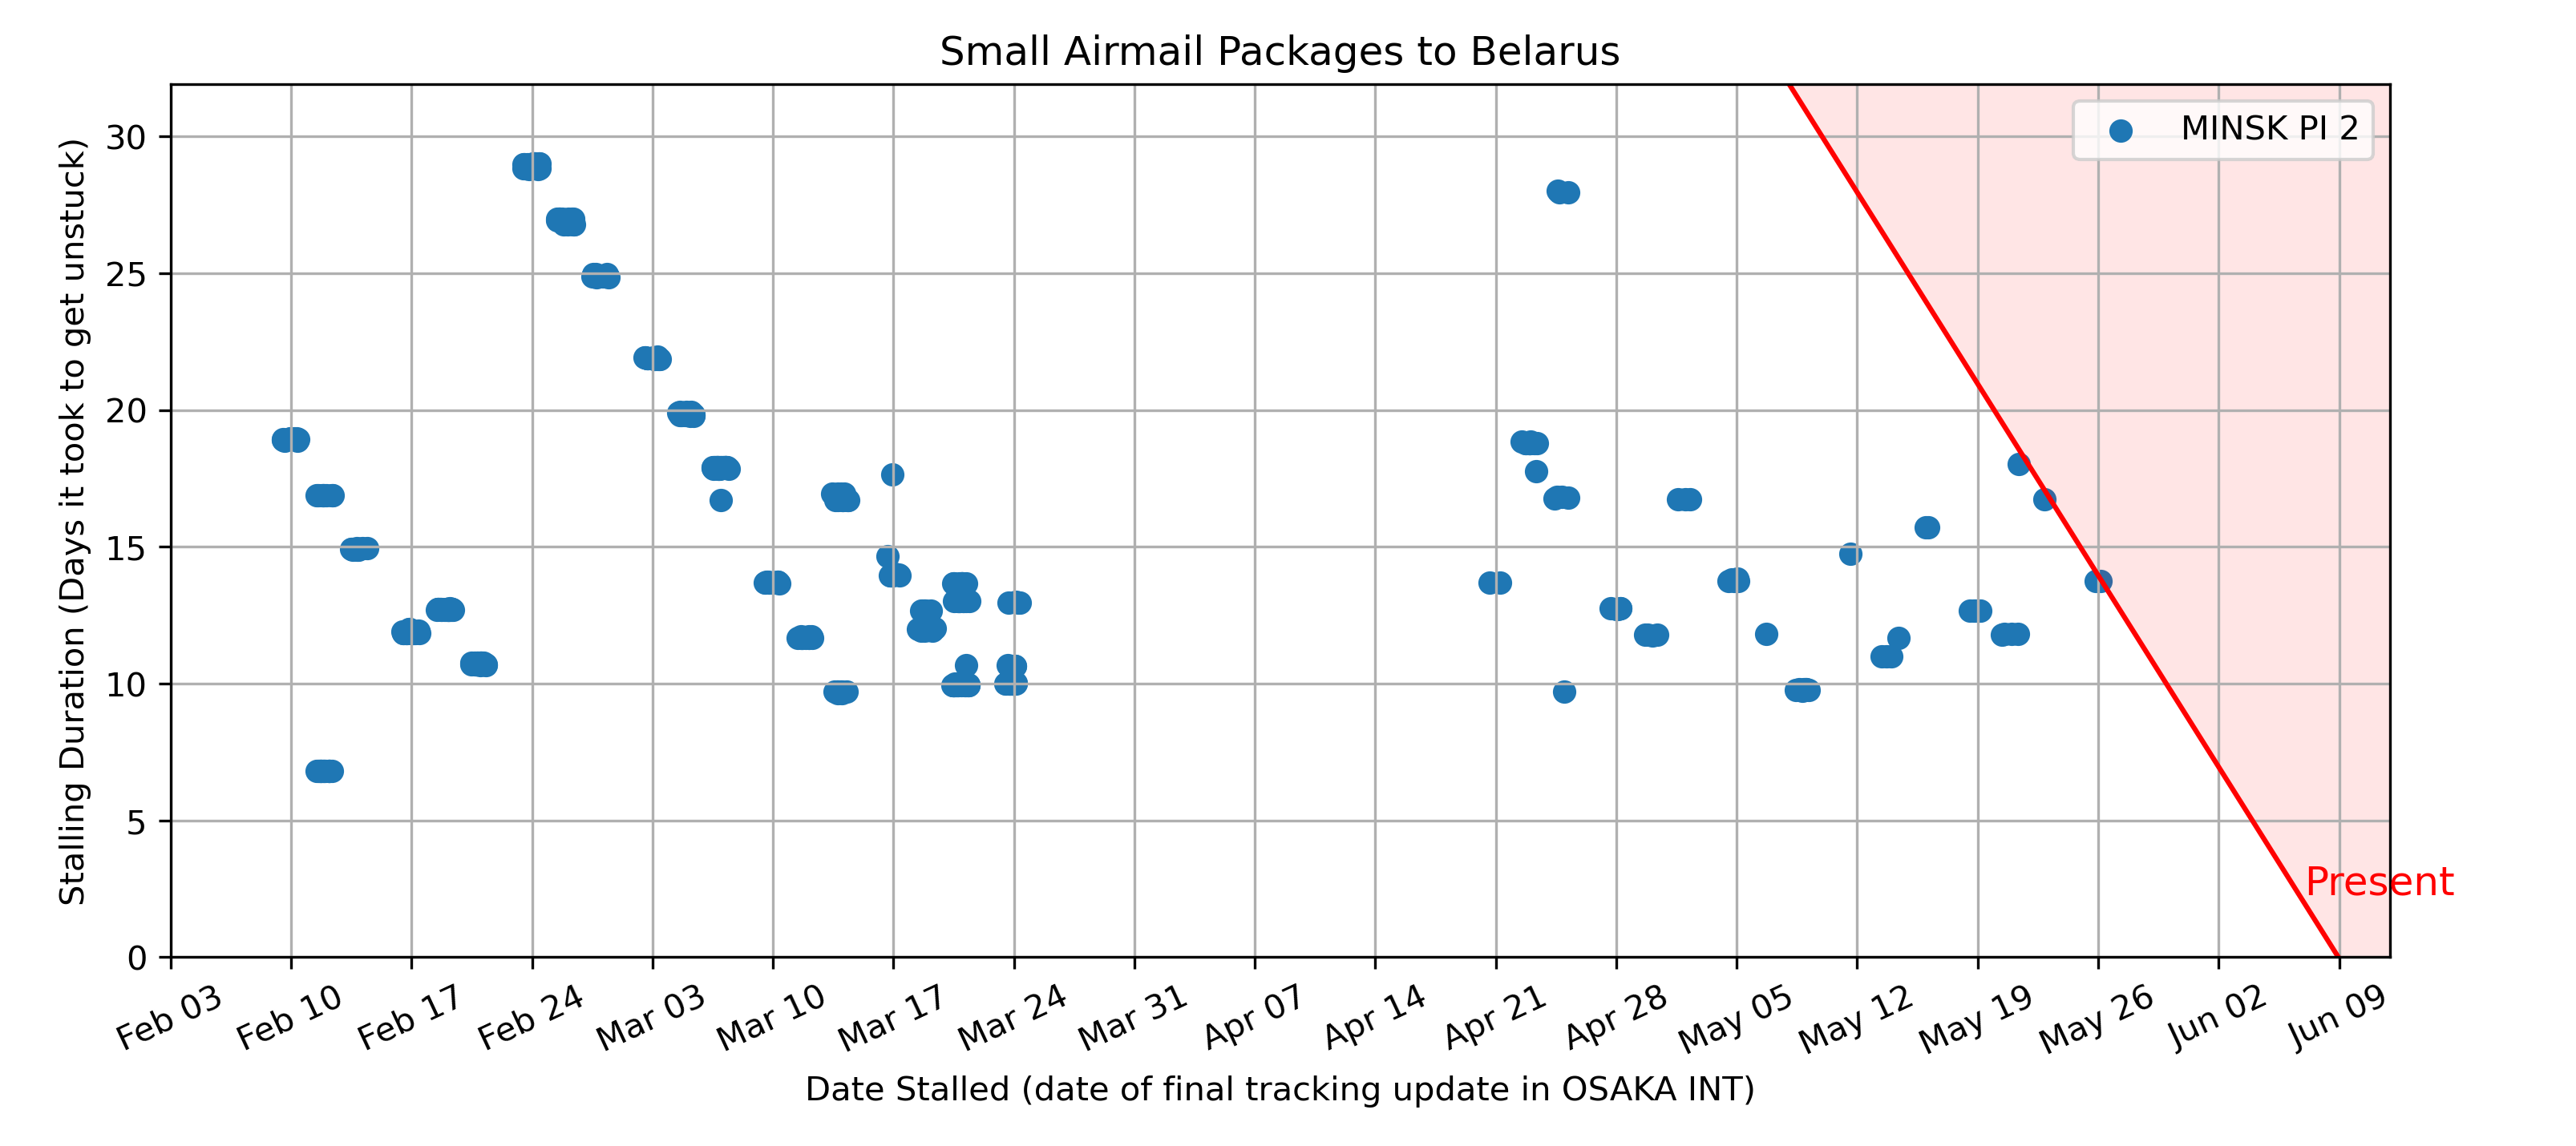 Small Airmail Packages to Belarus
MINSK PI 2
30
25
20
15
10
5
0
Stalling Duration (Days it took to get unstuck)
Present
Feb 03
Feb 10
Feb 17
Feb 24
Mar 03
Mar 10
Mar 17
Mar 24
Mar 31
Apr 07
Apr 14
Apr 21
Apr 28
May 05
May 12
May 19
May 26
Jun 02
Jun 09
Date Stalled (date of final tracking update in OSAKA INT)